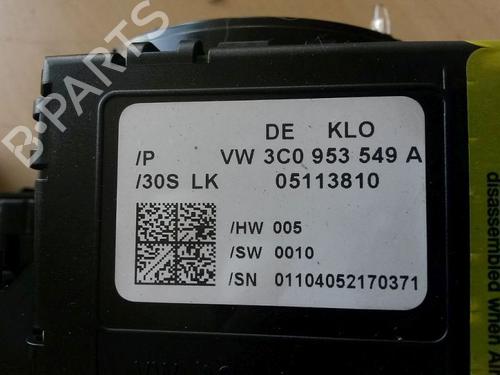 B-PARTS
DE KLO
/P VW 3C0 953 549 A
/30S LK 05113810
/HW 005
/SW 0010
/SN 01104052170371
disassembled when